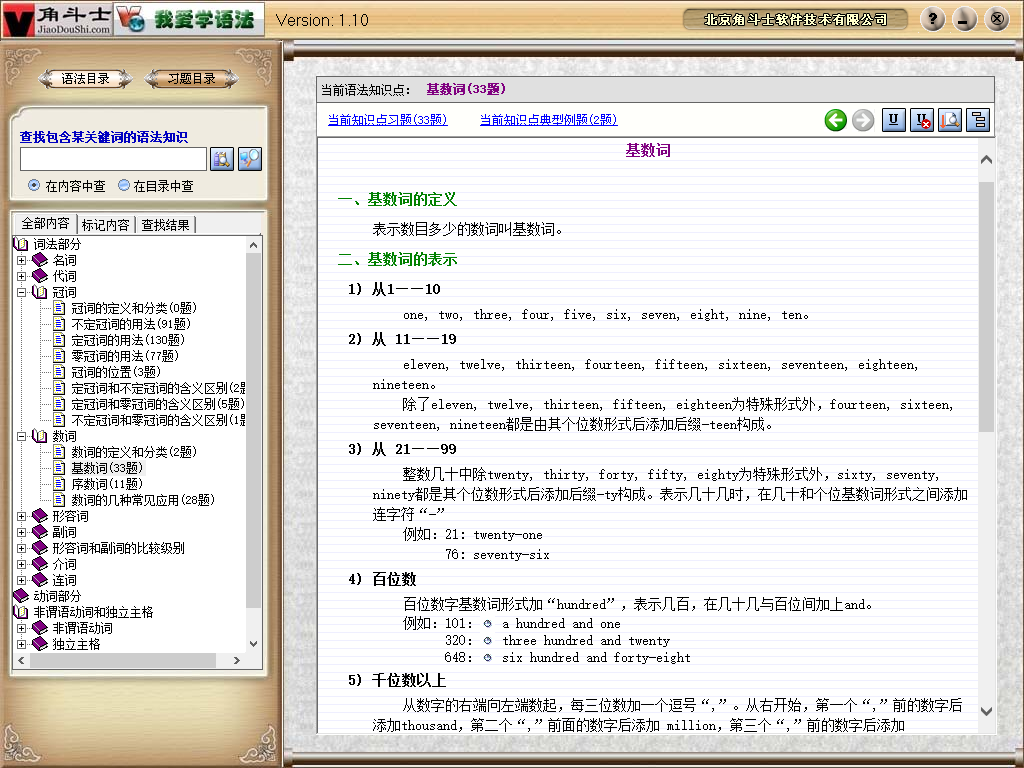 角斗士
JiaoDouShi.com
我爱学语法
Version: 1.10
北京角斗士软件技术有限公司
语法目录
习题目录
查找包含某关键词的语法知识
在内容中查
在目录中查
全部内容
标记内容
查找结果
词法部分
名词
代词
冠词
冠词的定义和分类(0题)
不定冠词的用法(91题)
定冠词的用法(130题)
零冠词的用法(77题)
冠词的位置(3题)
定冠词和不定冠词的含义区别(2题
定冠词和零冠词的含义区别(5题)
不定冠词和零冠词的含义区别(1题
数词
数词的定义和分类(2题)
基数词(33题)
序数词(11题)
数词的几种常见应用(28题)
形容词
副词
形容词和副词的比较级别
介词
连词
动词部分
非谓语动词和独立主格
非谓语动词
独立主格
当前语法知识点： 基数词(33题)
当前知识点习题(33题)
当前知识点典型例题(2题)
基数词
一、基数词的定义
表示数目多少的数词叫基数词。
二、基数词的表示
1) 从1——10
one, two, three, four, five, six, seven, eight, nine, ten。
2) 从 11——19
eleven, twelve, thirteen, fourteen, fifteen, sixteen, seventeen, eighteen,
nineteen。
除了eleven, twelve, thirteen, fifteen, eighteen为特殊形式外，fourteen, sixteen,
seventeen, nineteen都是由其个位数形式后添加后缀-teen构成。
3) 从 21——99
整数几十中除twenty, thirty, forty, fifty, eighty为特殊形式外，sixty, seventy,
ninety都是其个位数形式后添加后缀-ty构成。表示几十几时，在几十和个位基数词形式之间添加
连字符“-”
例如：21：twenty-one
76：seventy-six
4) 百位数
百位数字基数词形式加“hundred”，表示几百，在几十几与百位间加上and。
例如：101： a hundred and one
320： three hundred and twenty
648： six hundred and forty-eight
5) 千位数以上
从数字的右端向左端数起，每三位数加一个逗号“,”。从右开始，第一个“,”前的数字后
添加thousand，第二个“,”前面的数字后添加 million，第三个“,”前的数字后添加